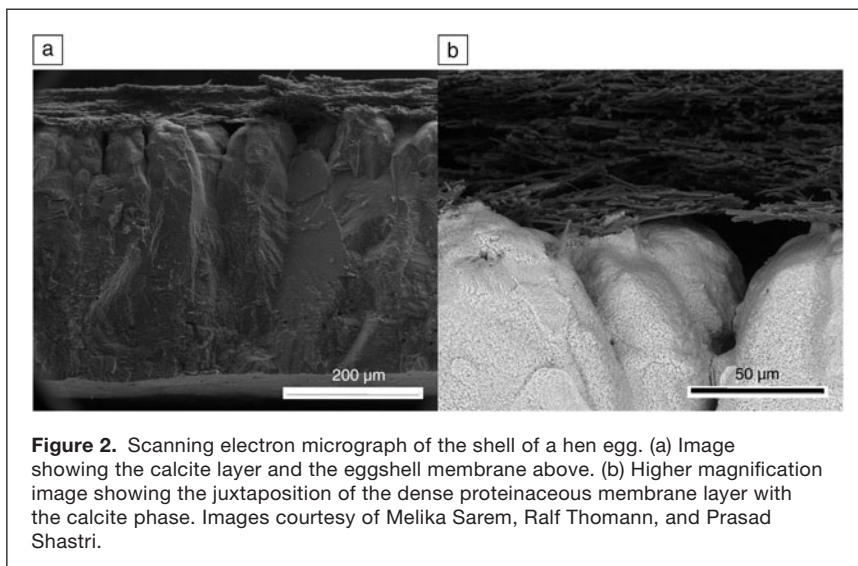 a
b
200 µm
50 µm
Figure 2. Scanning electron micrograph of the shell of a hen egg. (a) Image
showing the calcite layer and the eggshell membrane above. (b) Higher magnification
image showing the juxtaposition of the dense proteinaceous membrane layer with
the calcite phase. Images courtesy of Melika Sarem, Ralf Thomann, and Prasad
Shastri.